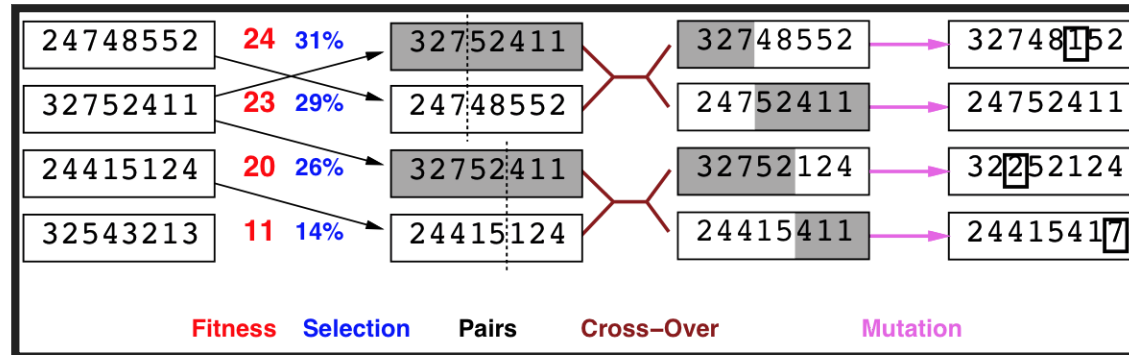 24748552 24 31% 32752411 32748552 32748152
32752411 23 29% 24748552 24752411 24752411
24415124 20 26% 32752411 32752124 32252124
32543213 11 14% 24415124 24415411 24415417
Fitness Selection Pairs Cross–Over Mutation